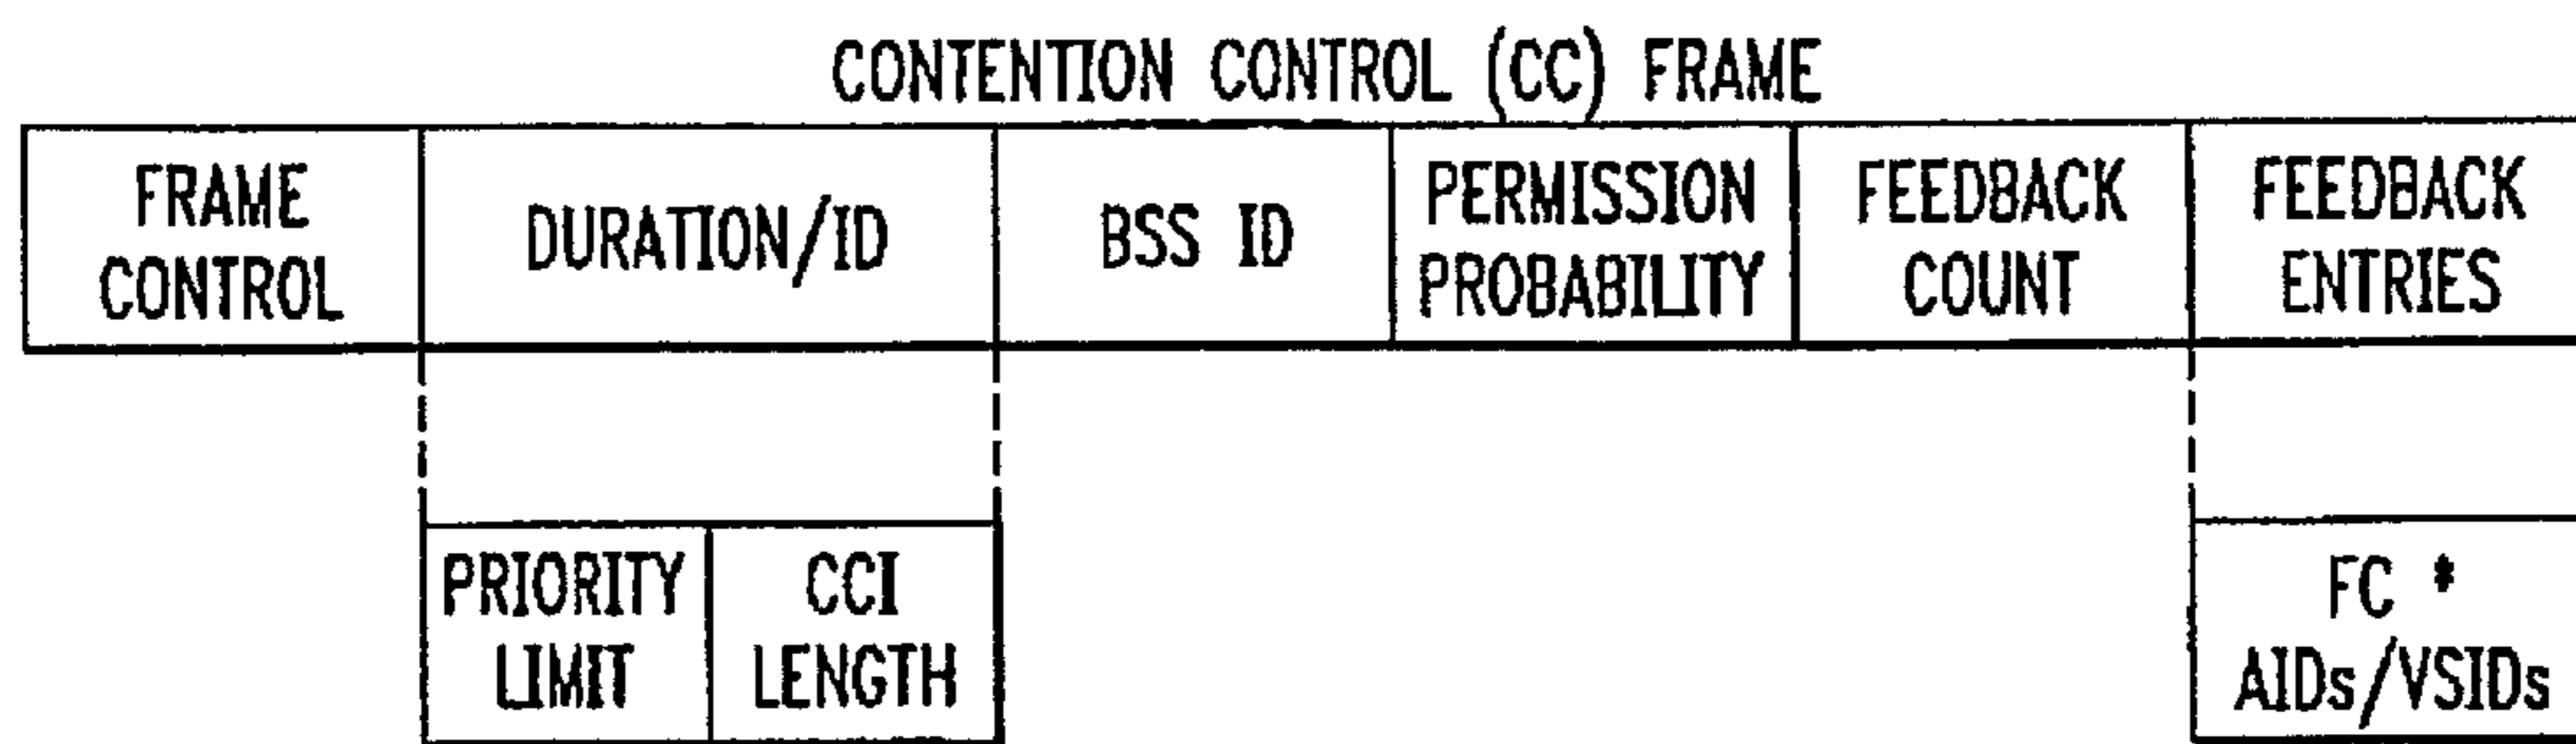 CONTENTION CONTROL (CC) FRAME
FRAME
CONTROL
DURATION/ID
BSS ID
PERMISSION
PROBABILITY
FEEDBACK
COUNT
FEEDBACK
ENTRIES
PRIORITY
LIMIT
CCI
LENGTH
FC *
AIDs/VSIDs